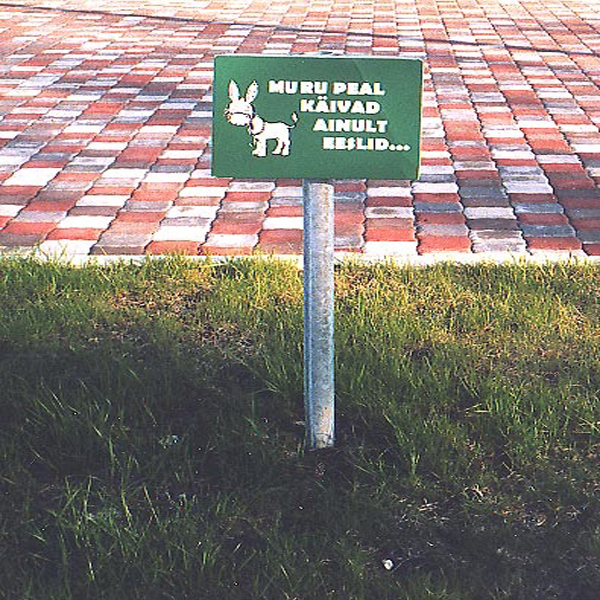 MURU PEAL
KÄIVAD
AINULT
EESLID...